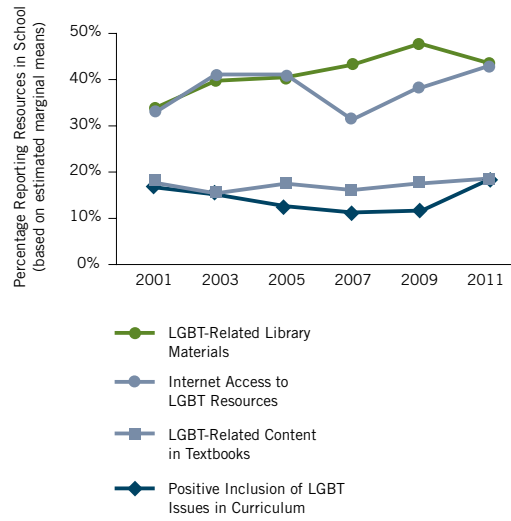 Percentage Reporting Resources in School
(based on estimated marginal means)
50%
40%
30%
20%
10%
0%
2001 2003 2005 2007 2009 2011
LGBT-Related Library
Materials
Internet Access to
LGBT Resources
LGBT-Related Content
in Textbooks
Positive Inclusion of LGBT
Issues in Curriculum